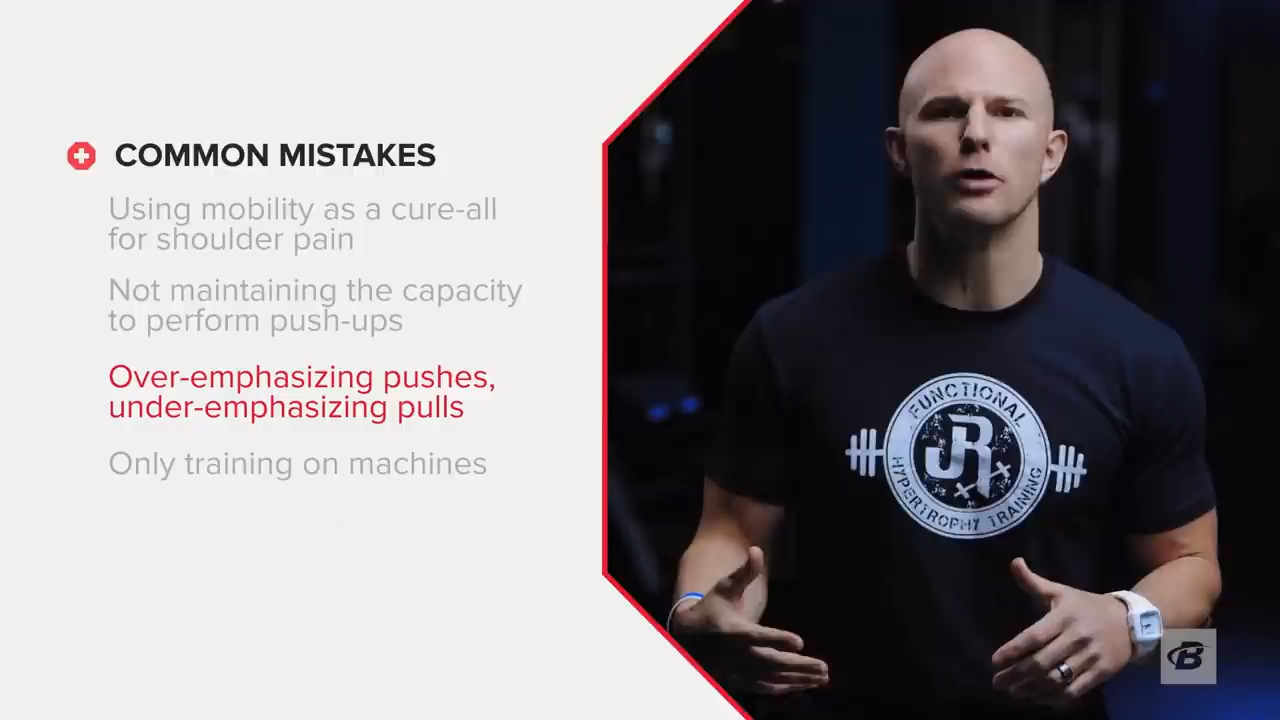 COMMON MISTAKES
Using mobility as a cure-all
for shoulder pain
Not maintaining the capacity
to perform push-ups
Over-emphasizing pushes,
under-emphasizing pulls
Only training on machines
FUNCTIONAL
JR
HYPERTROPHY TRAINING
B